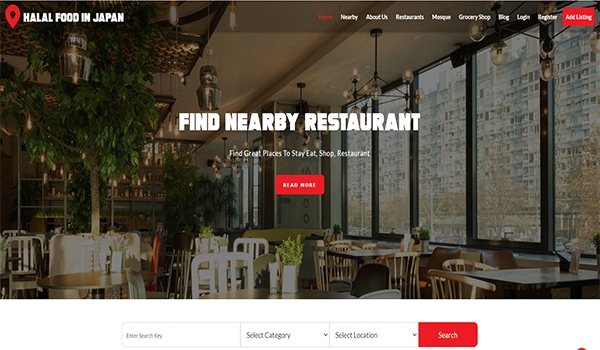 HALAL FOOD IN JAPAN
Home Nearby About Us Restaurants Mosque Grocery Shop Blog Login Register Add Listing
FIND NEARBY RESTAURANT
Find Great Places To Stay Eat, Shop, Restaurant
READ MORE
Enter Search Key Select Category Select Location Search